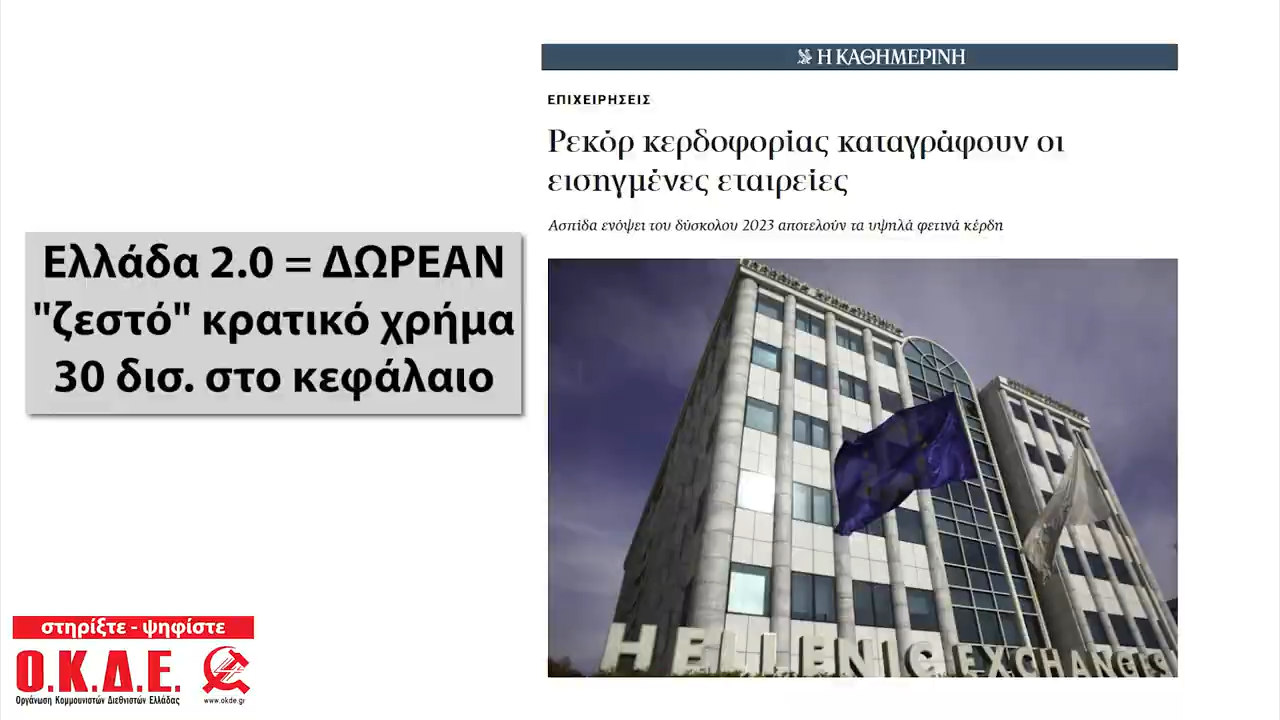 Η ΚΑΘΗΜΕΡΙΝΗ
ΕΠΙΧΕΙΡΗΣΕΙΣ
Ρεκόρ κερδοφορίας καταγράφουν οι
εισηγμένες εταιρείες
Ασπίδα ενόψει του δύσκολου 2023 αποτελούν τα υψηλά φετινά κέρδη
Ελλάδα 2.0 = ΔΩΡΕΑΝ
"ζεστό" κρατικό χρήμα
30 δισ. στο κεφάλαιο
HELLENIC EXCHANGES
στηρίξτε - ψηφίστε
Ο.Κ.Δ.Ε.
Οργάνωση Κομμουνιστών Διεθνιστών Ελλάδας
www.okde.gr